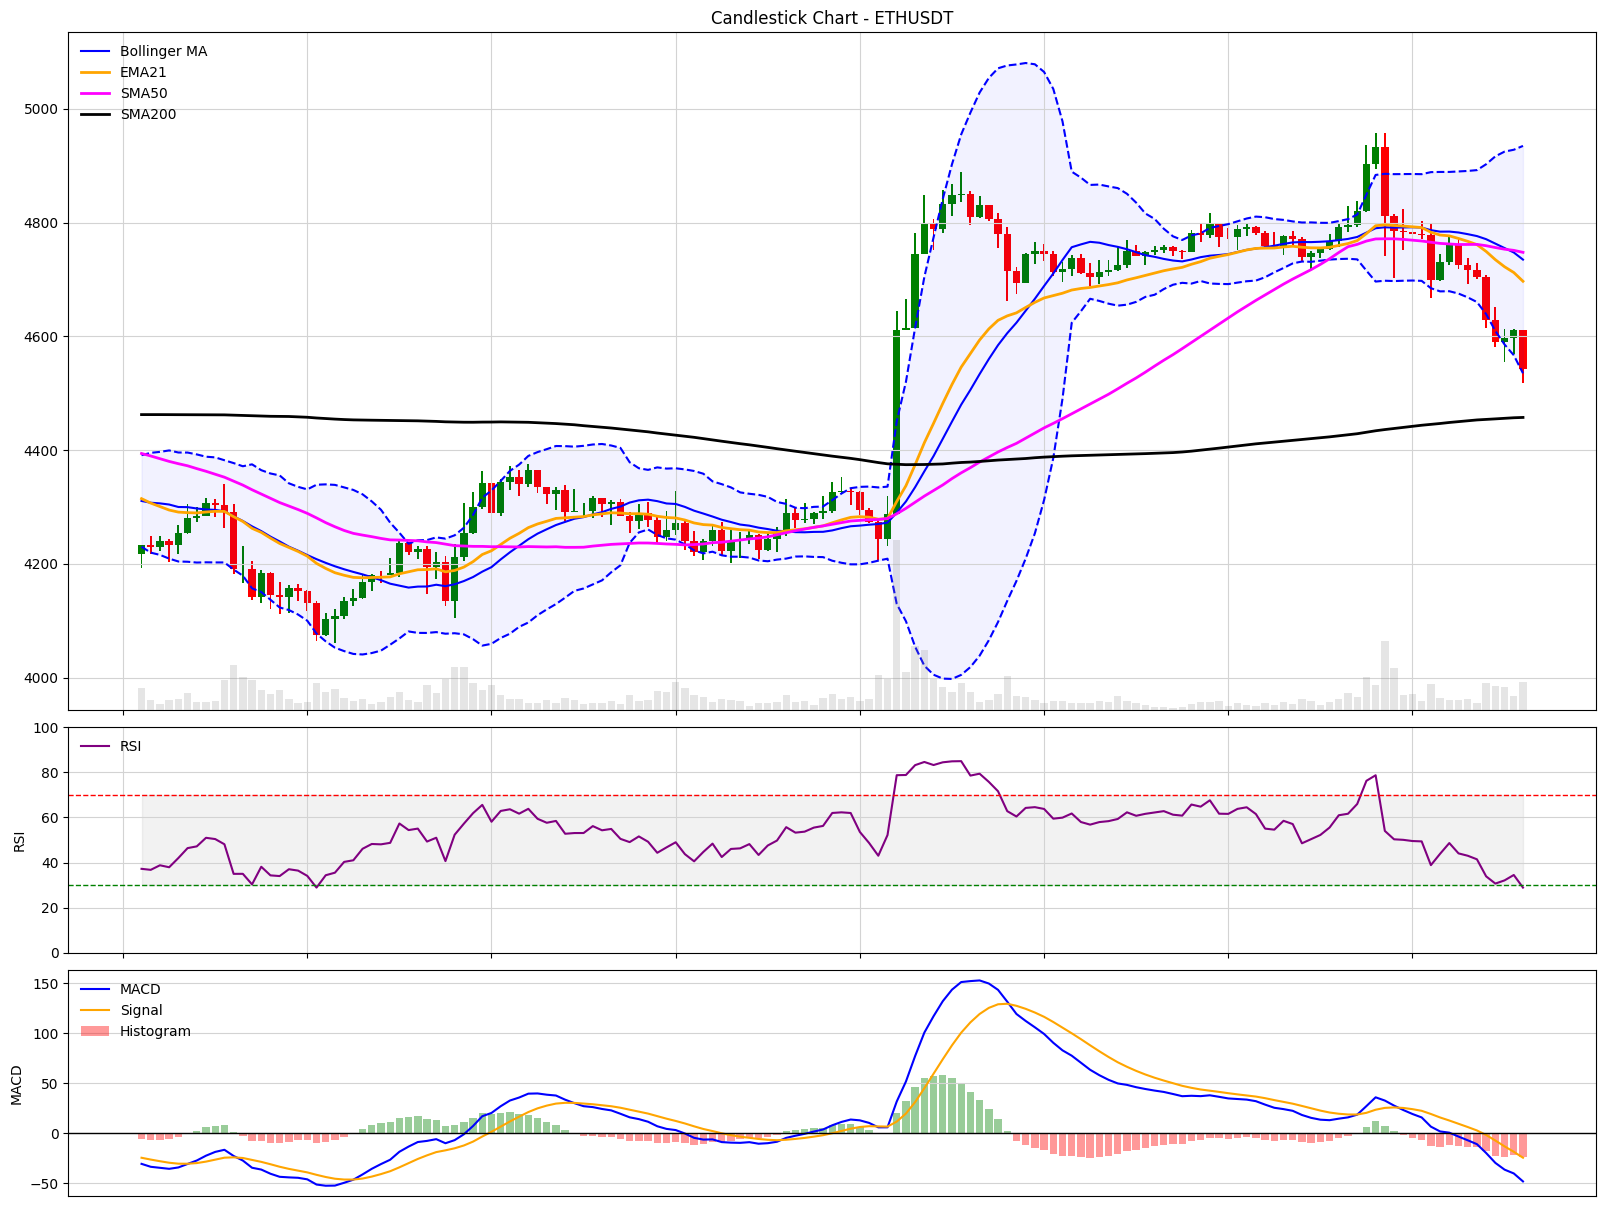 Candlestick Chart - ETHUSDT
Bollinger MA
EMA21
SMA50
SMA200
5000
4800
4600
4400
4200
4000
RSI
RSI
100
80
60
40
20
0
MACD
Signal
Histogram
MACD
150
100
50
0
−50